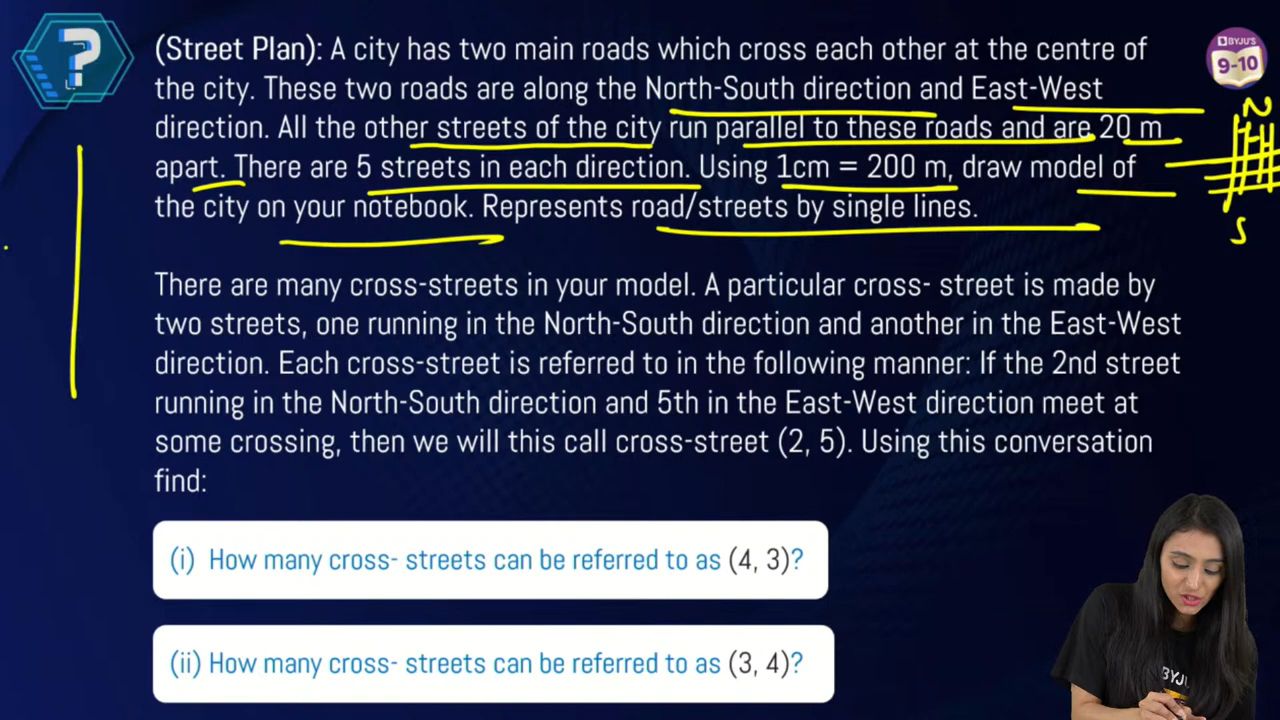 ?
(Street Plan): A city has two main roads which cross each other at the centre of
the city. These two roads are along the North-South direction and East-West
direction. All the other streets of the city run parallel to these roads and are 20 m
apart. There are 5 streets in each direction. Using 1cm = 200 m, draw model of
the city on your notebook. Represents road/streets by single lines.
BYJU'S
9-10
N
S
There are many cross-streets in your model. A particular cross- street is made by
two streets, one running in the North-South direction and another in the East-West
direction. Each cross-street is referred to in the following manner: If the 2nd street
running in the North-South direction and 5th in the East-West direction meet at
some crossing, then we will this call cross-street (2, 5). Using this conversation
find:
(i) How many cross- streets can be referred to as (4, 3)?
(ii) How many cross- streets can be referred to as (3, 4)?
BYJU